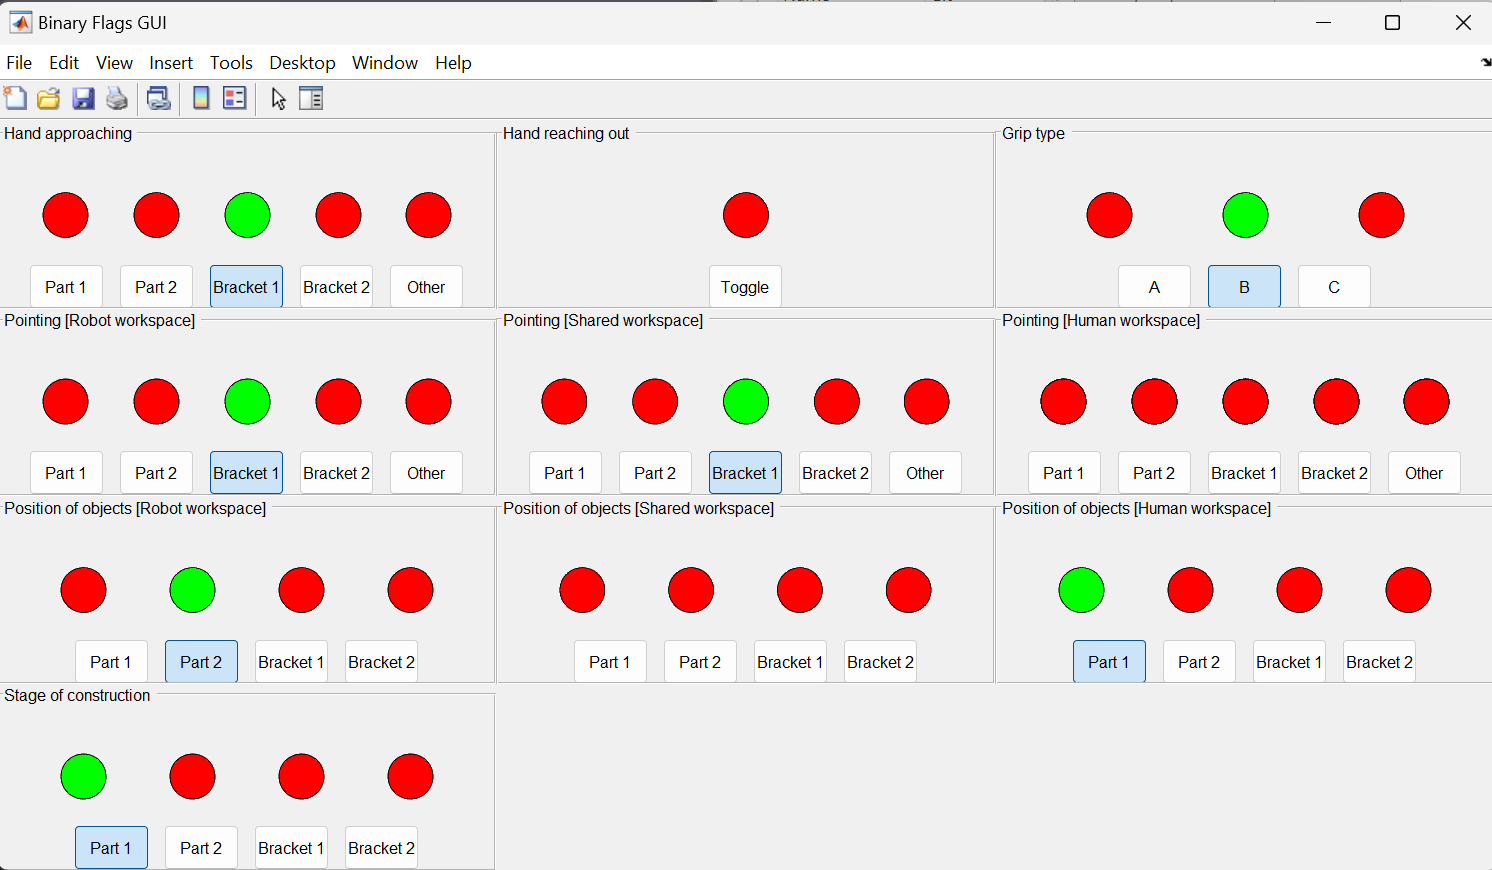 Binary Flags GUI
File Edit View Insert Tools Desktop Window Help
Hand approaching
Part 1 Part 2 Bracket 1 Bracket 2 Other
Hand reaching out
Toggle
Grip type
A B C
Pointing [Robot workspace]
Part 1 Part 2 Bracket 1 Bracket 2 Other
Pointing [Shared workspace]
Part 1 Part 2 Bracket 1 Bracket 2 Other
Pointing [Human workspace]
Part 1 Part 2 Bracket 1 Bracket 2 Other
Position of objects [Robot workspace]
Part 1 Part 2 Bracket 1 Bracket 2
Position of objects [Shared workspace]
Part 1 Part 2 Bracket 1 Bracket 2
Position of objects [Human workspace]
Part 1 Part 2 Bracket 1 Bracket 2
Stage of construction
Part 1 Part 2 Bracket 1 Bracket 2